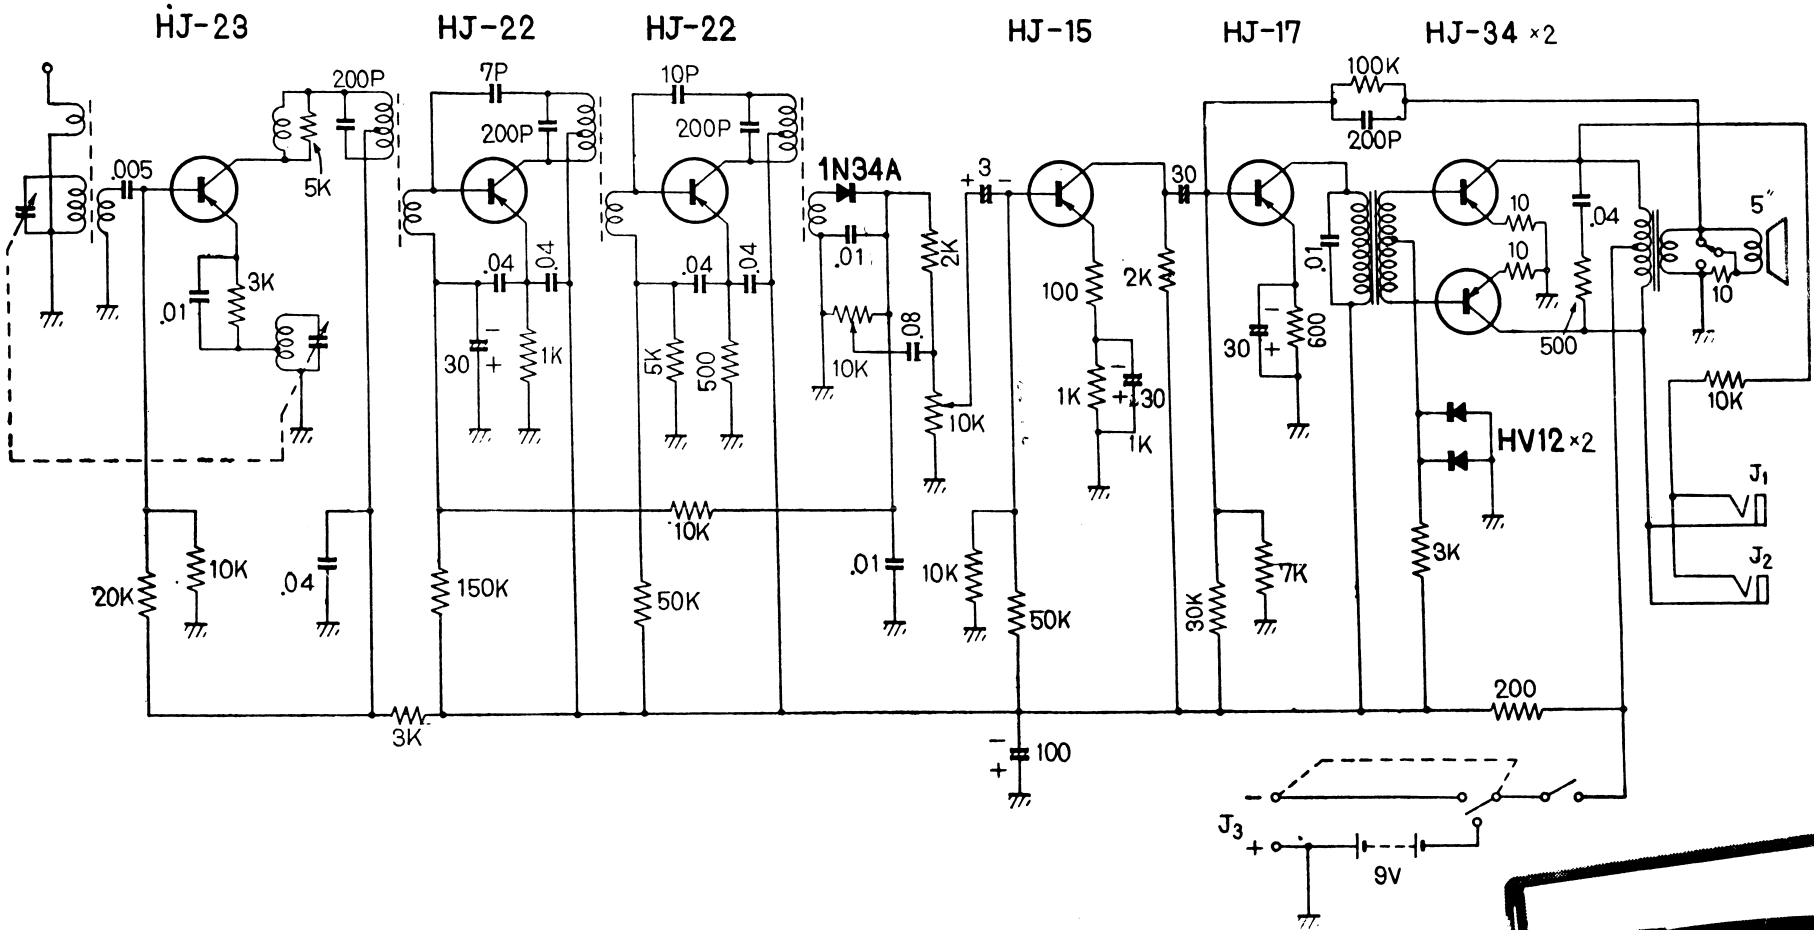 HJ-23
HJ-22
HJ-22
HJ-15
HJ-17
HJ-34 ×2
200P
7P
10P
100K
200P
200P
200P
.005
5K
1N34A
+ 3 −
30
10
.04
5″
.01
3K
.04
.04
.04
.04
.01
2K
100
2K
.01
10
10
30
−
+
1K
5K
500
10K
.08
10K
1K
−
+
30
1K
30
−
+
600
500
10K
HV12 ×2
J1
J2
20K
10K
.04
150K
10K
50K
.01
10K
50K
30K
7K
3K
3K
200
−
+
100
−
J3
+
9V